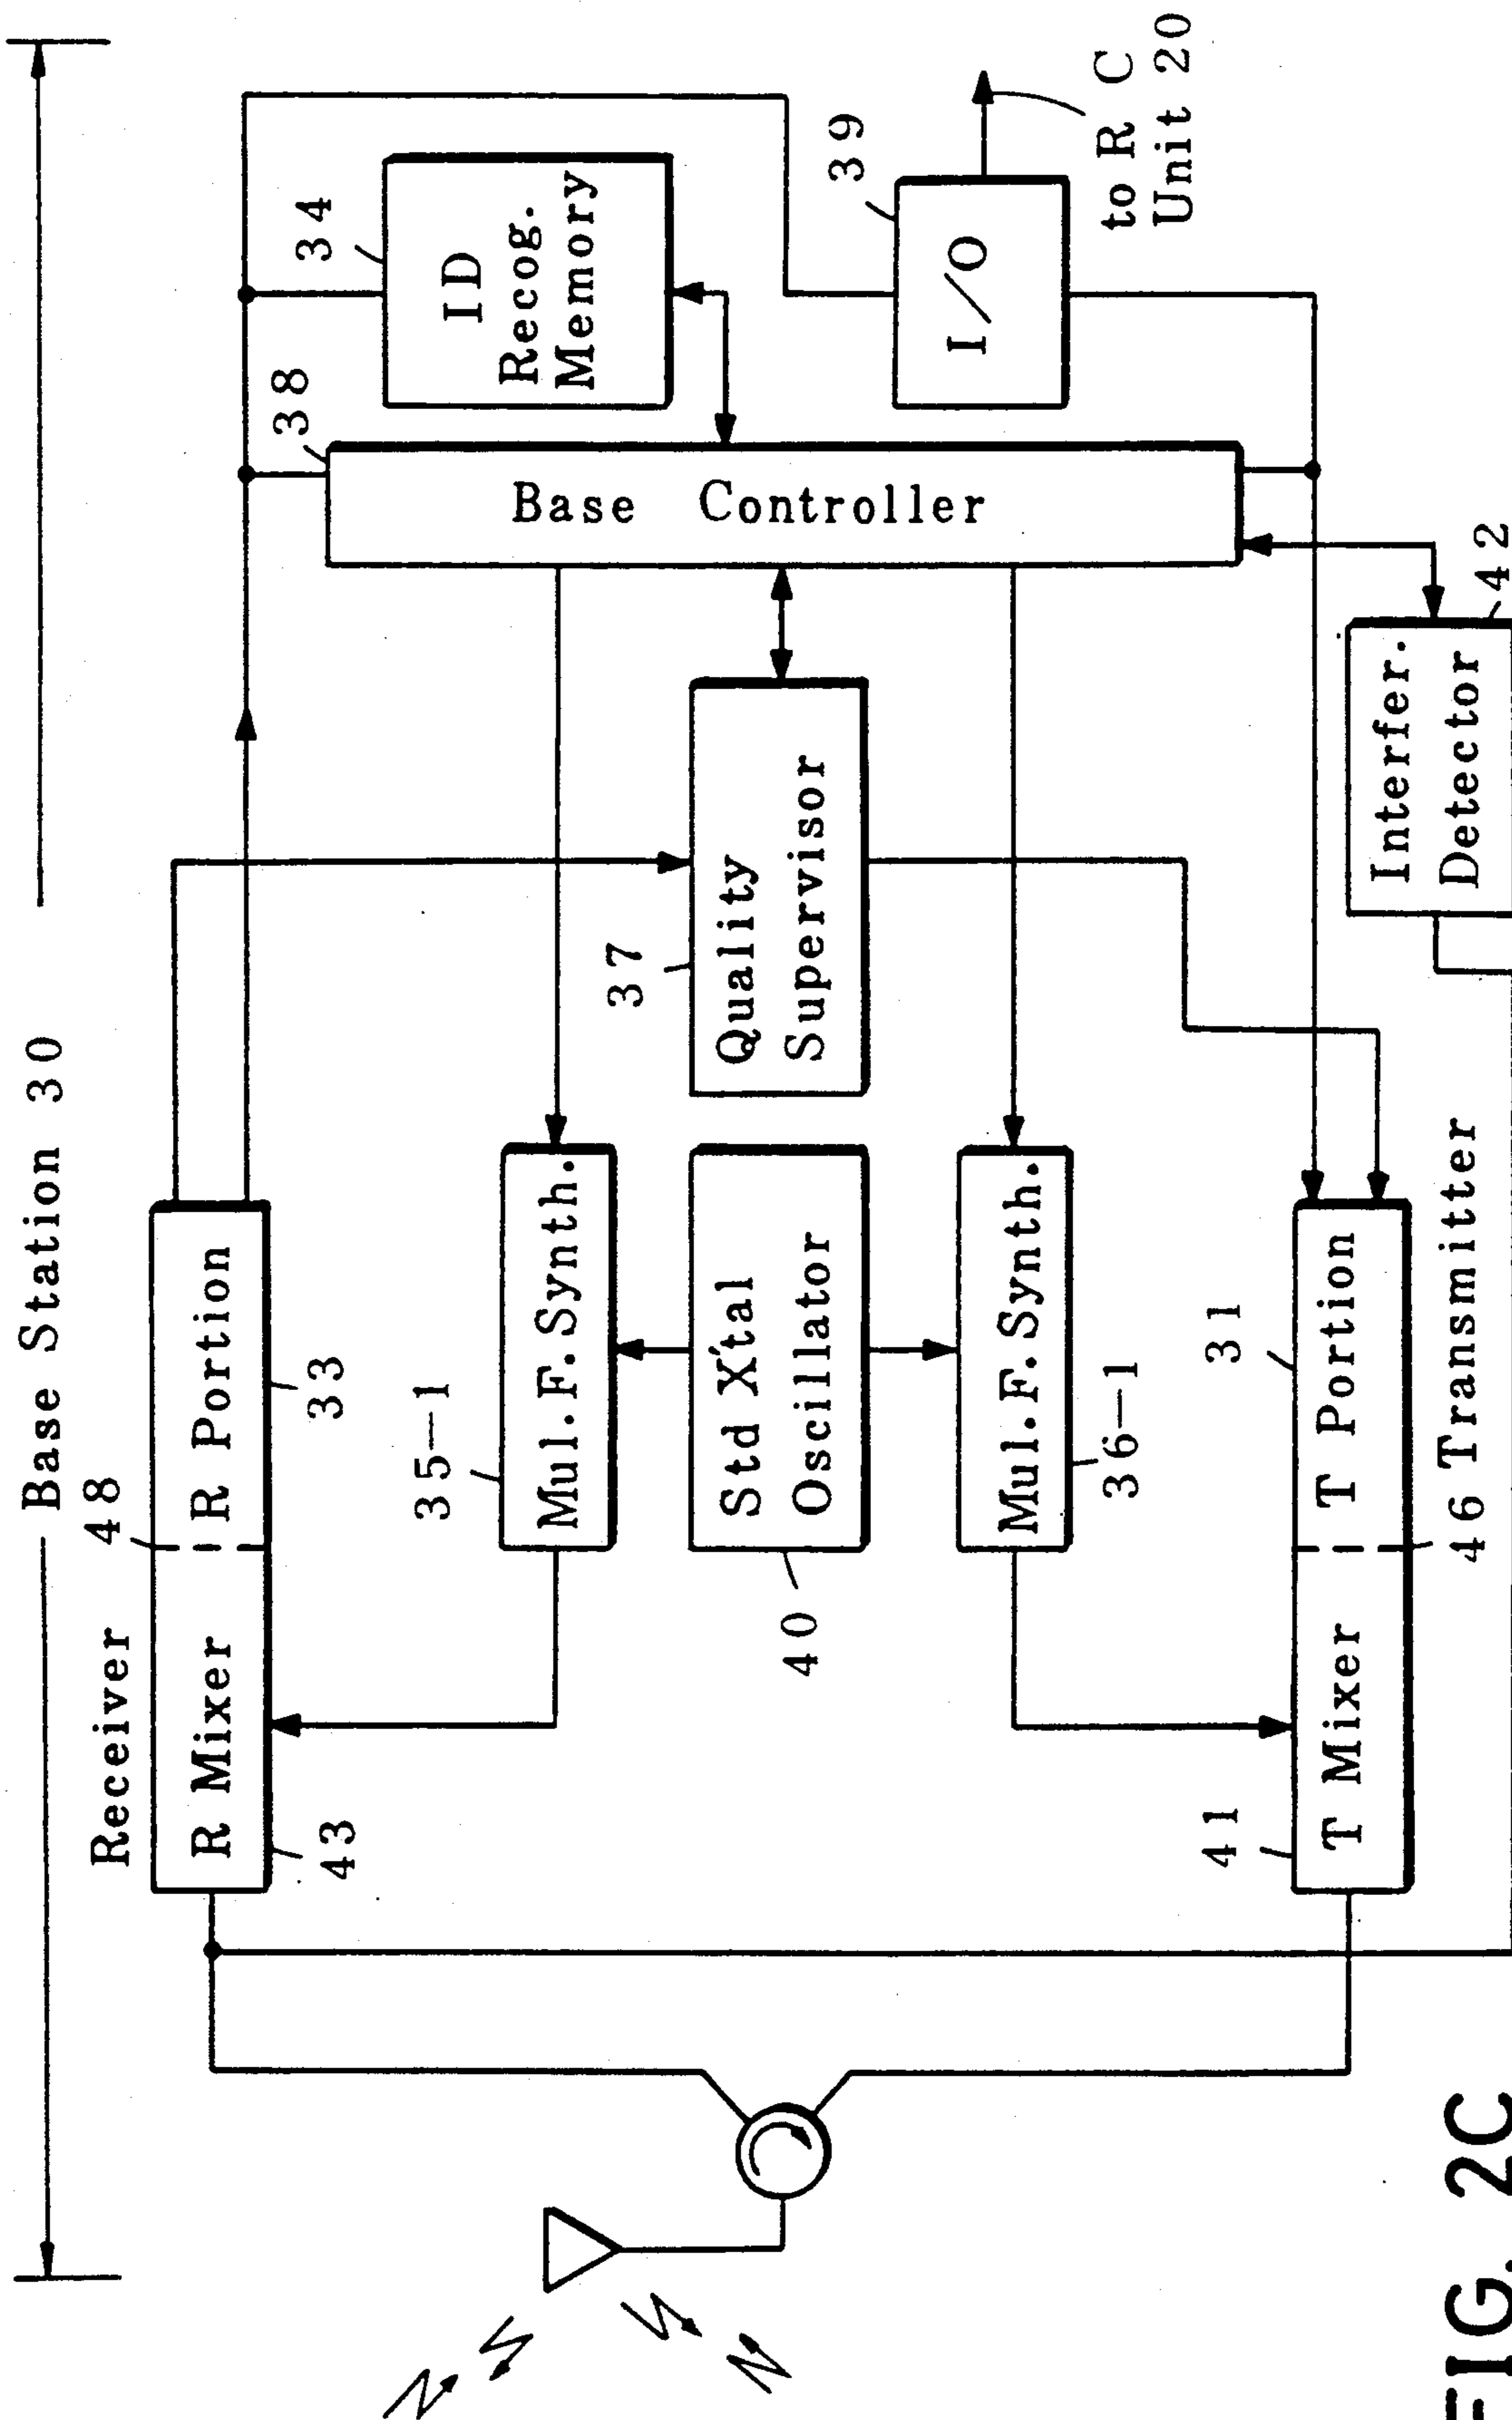 Base Station 30
Receiver
48
R Mixer
R Portion
43
33
35—1
Mul.F.Synth.
37
Quality
Supervisor
38
Base Controller
34
ID
Recog.
Memory
39
I/O
to R C
Unit 20
Std X'tal
Oscillator
40
Mul.F.Synth.
36—1
41
31
T Mixer
T Portion
46 Transmitter
Interfer.
Detector
42
FIG. 2C